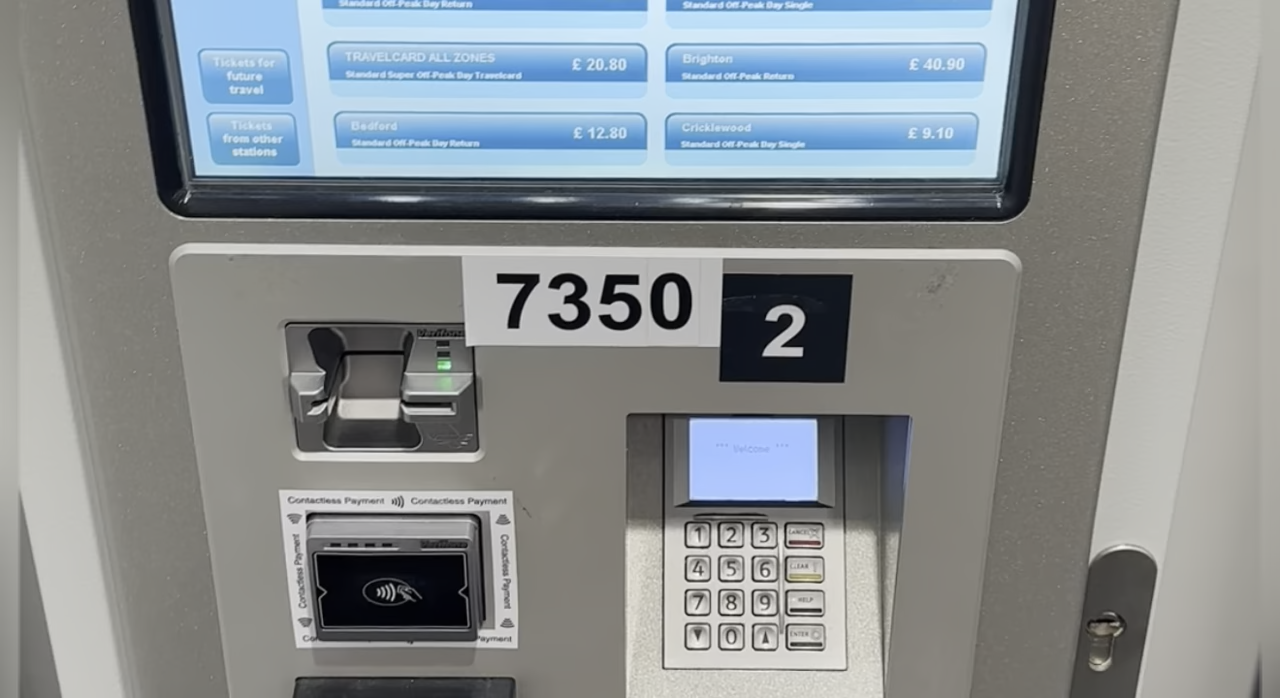 Standard Off-Peak Day Return
Standard Off-Peak Day Single
Tickets for
future
travel
TRAVELCARD ALL ZONES
£ 20.80
Standard Super Off-Peak Day Travelcard
Brighton
£ 40.90
Standard Off-Peak Return
Tickets
from other
stations
Bedford
£ 12.80
Standard Off-Peak Day Return
Cricklewood
£ 9.10
Standard Off-Peak Day Single
7350
2
Verifone
*** Welcome ***
Contactless Payment Contactless Payment
Contactless Payment
Contactless Payment
Verifone
Payment
1 2 3 CANCEL
4 5 6 CLEAR
7 8 9 HELP
0 ENTER